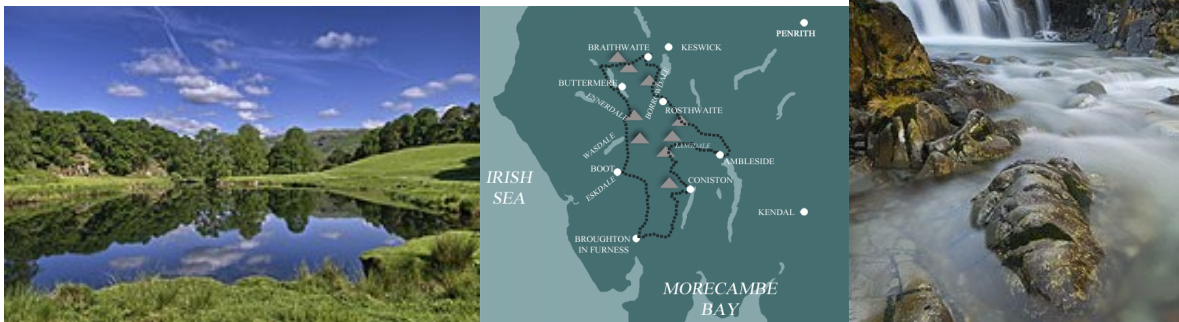 PENRITH
BRAITHWAITE
KESWICK
BUTTERMERE
BORROWDALE
ENNERDALE
ROSTHWAITE
WASDALE
LANGDALE
AMBLESIDE
BOOT
ESKDALE
CONISTON
IRISH
SEA
KENDAL
BROUGHTON
IN FURNESS
MORECAMBE
BAY